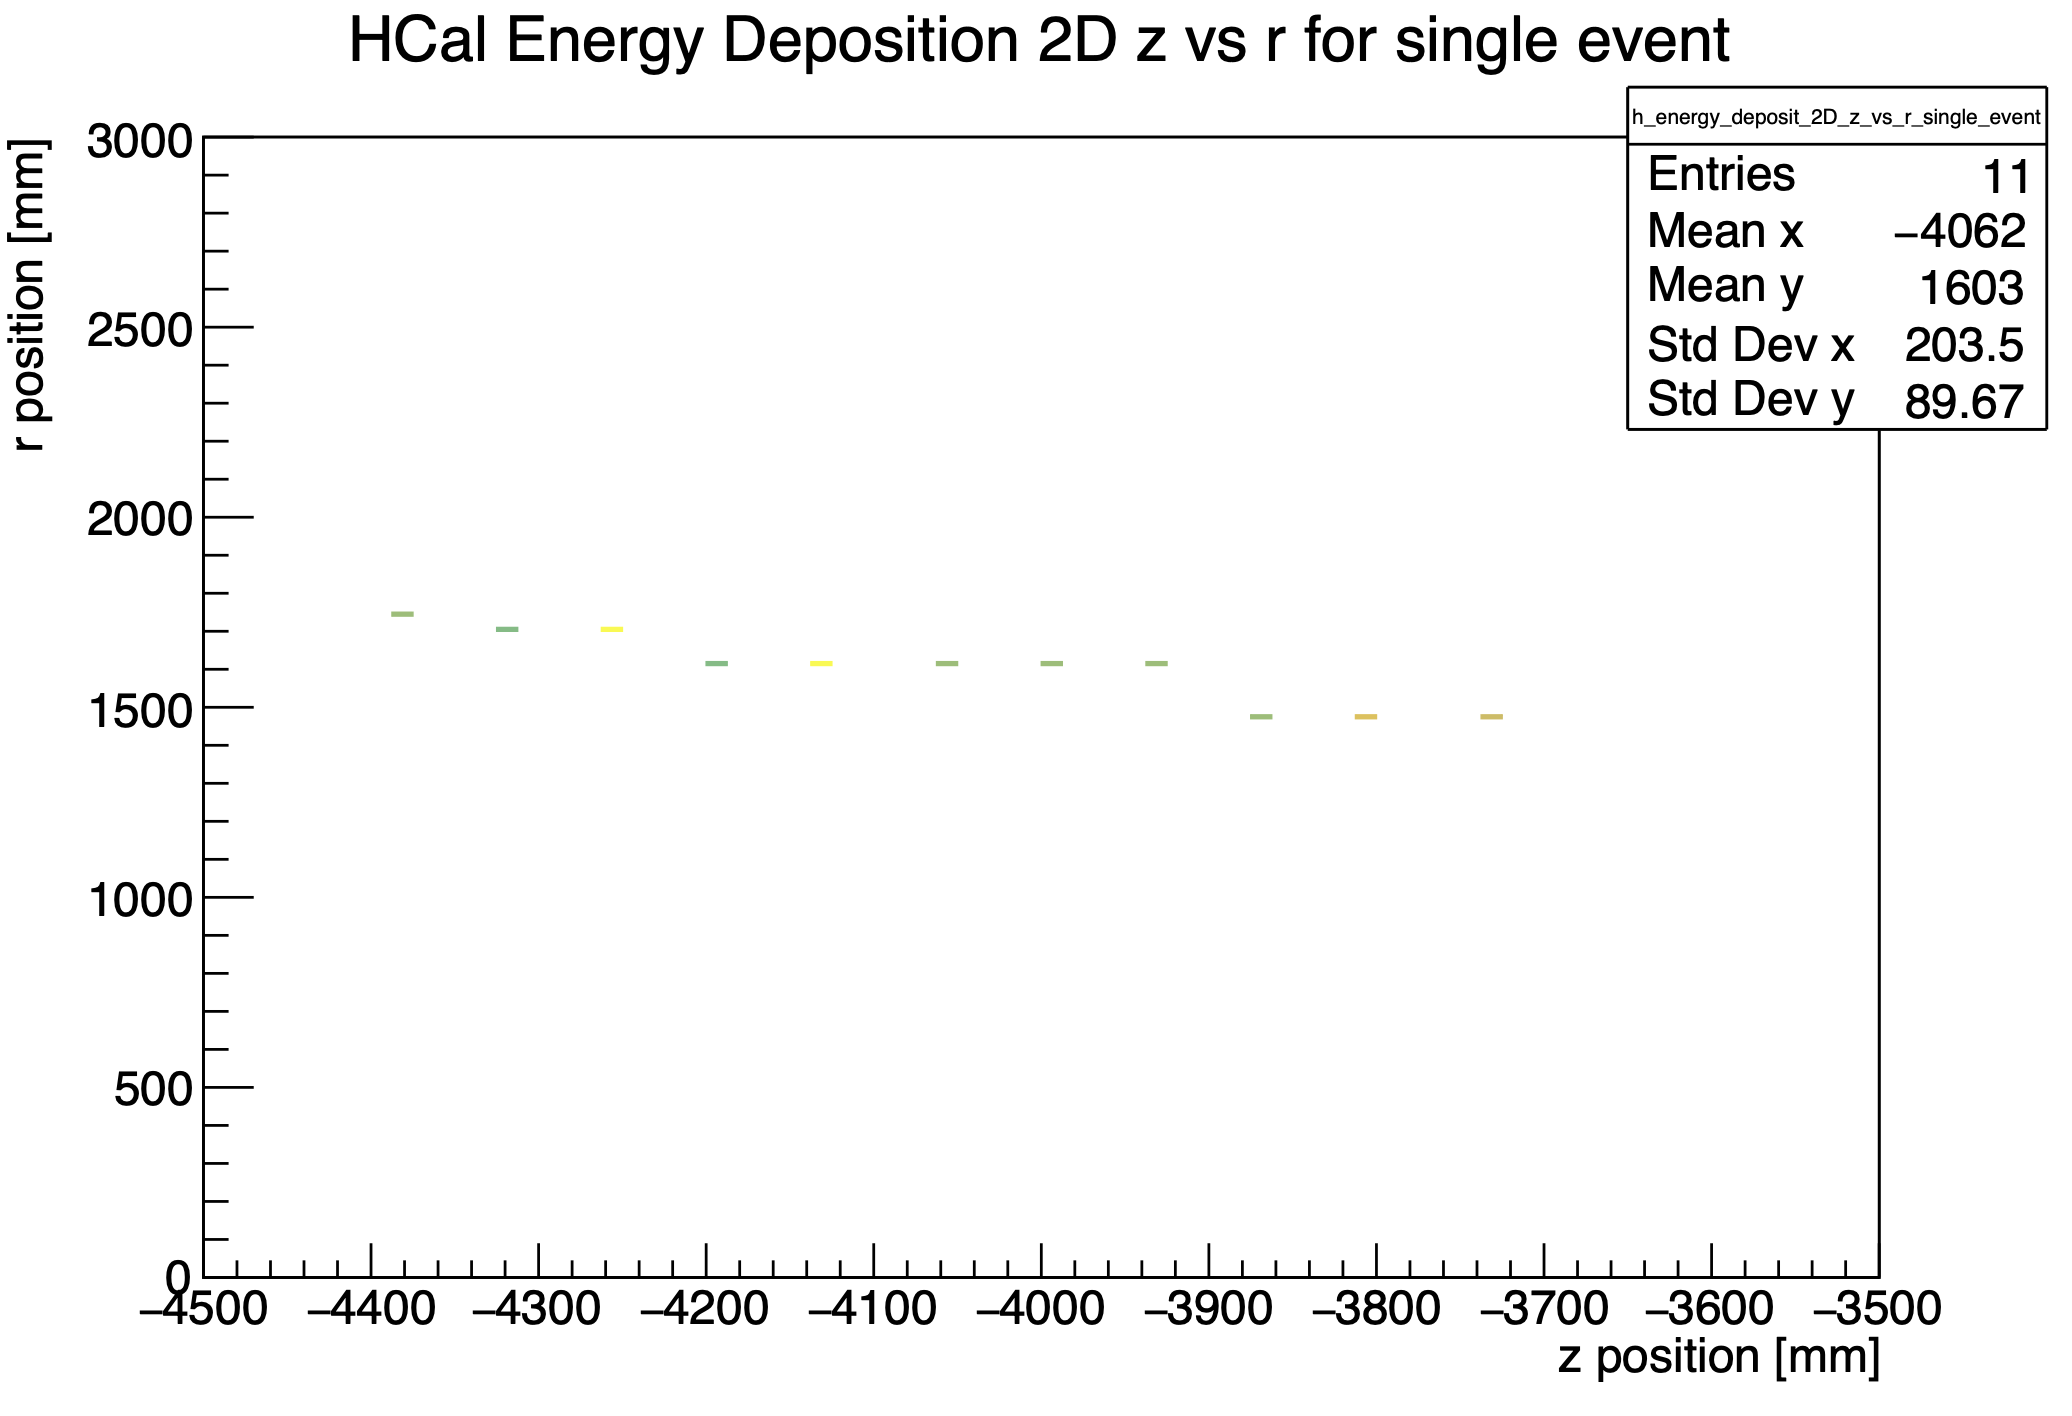 HCal Energy Deposition 2D z vs r for single event
h_energy_deposit_2D_z_vs_r_single_event
Entries 11
Mean x −4062
Mean y 1603
Std Dev x 203.5
Std Dev y 89.67
r position [mm]
3000
2500
2000
1500
1000
500
0
−4500 −4400 −4300 −4200 −4100 −4000 −3900 −3800 −3700 −3600 −3500
z position [mm]